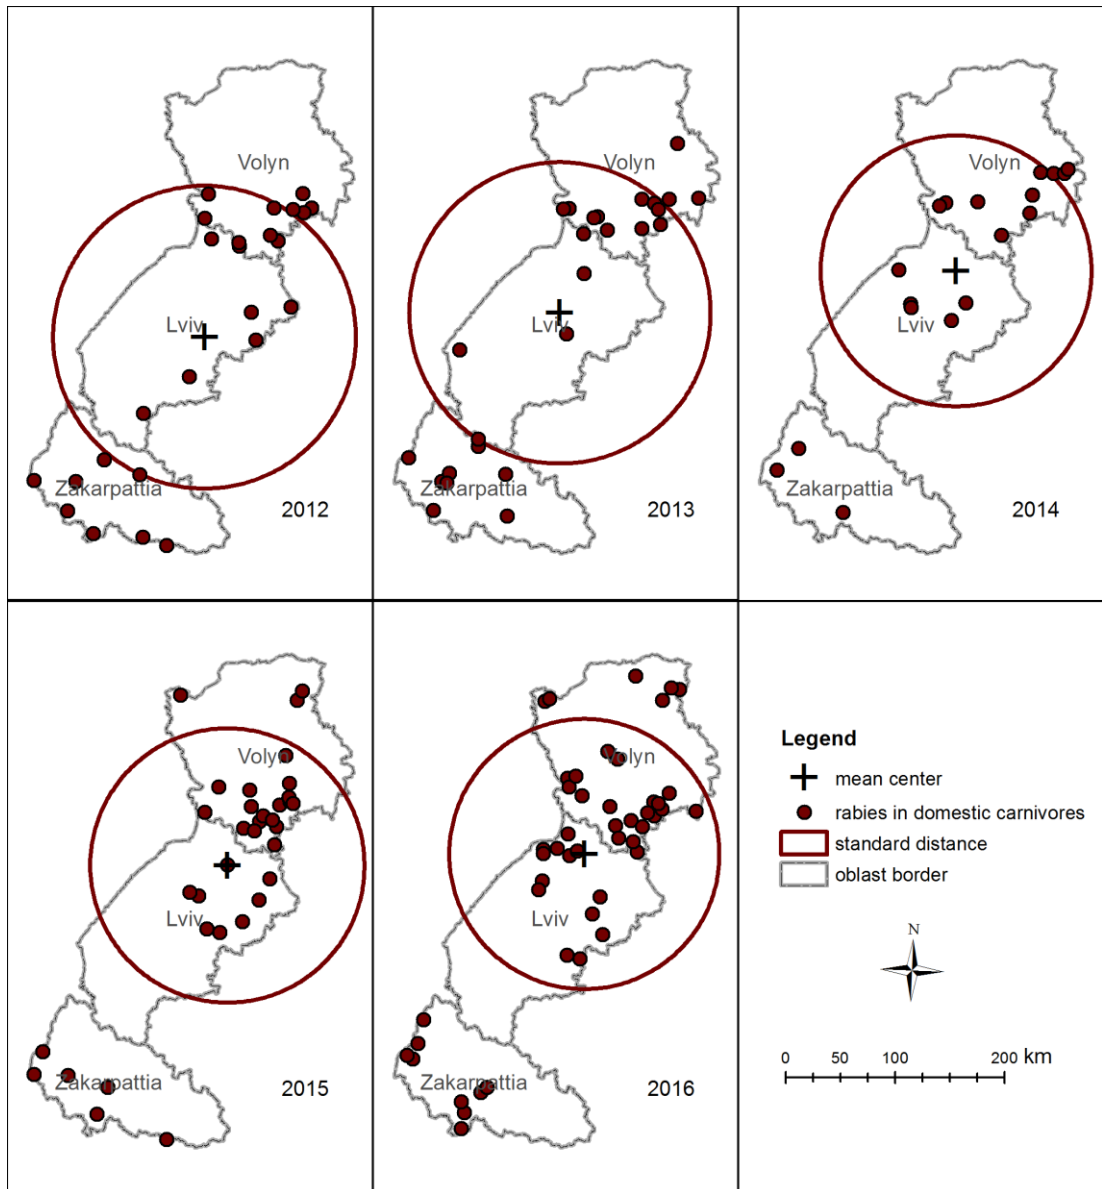 Volyn
Lviv
Zakarpattia
2012
Volyn
Lviv
Zakarpattia
2013
Volyn
Lviv
Zakarpattia
2014
Volyn
Lviv
Zakarpattia
2015
Volyn
Lviv
Zakarpattia
2016
Legend
mean center
rabies in domestic carnivores
standard distance
oblast border
N
0 50 100 200 km